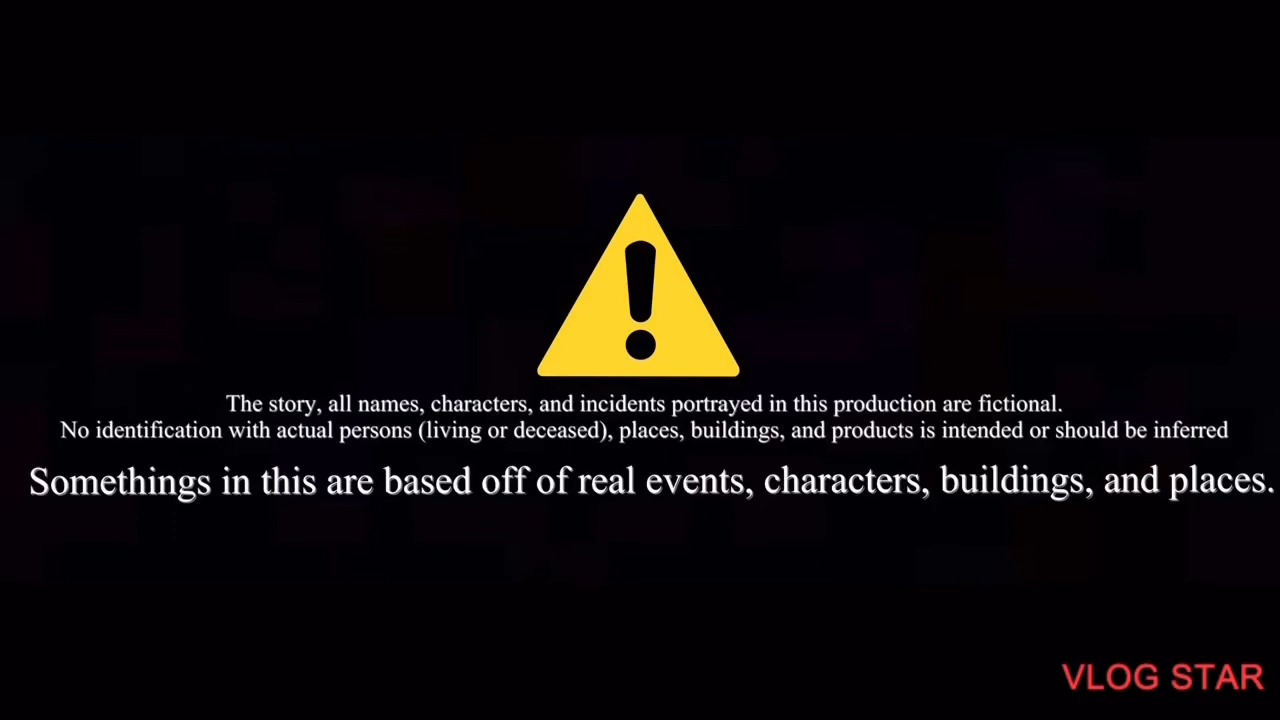 The story, all names, characters, and incidents portrayed in this production are fictional.
No identification with actual persons (living or deceased), places, buildings, and products is intended or should be inferred
Somethings in this are based off of real events, characters, buildings, and places.
VLOG STAR